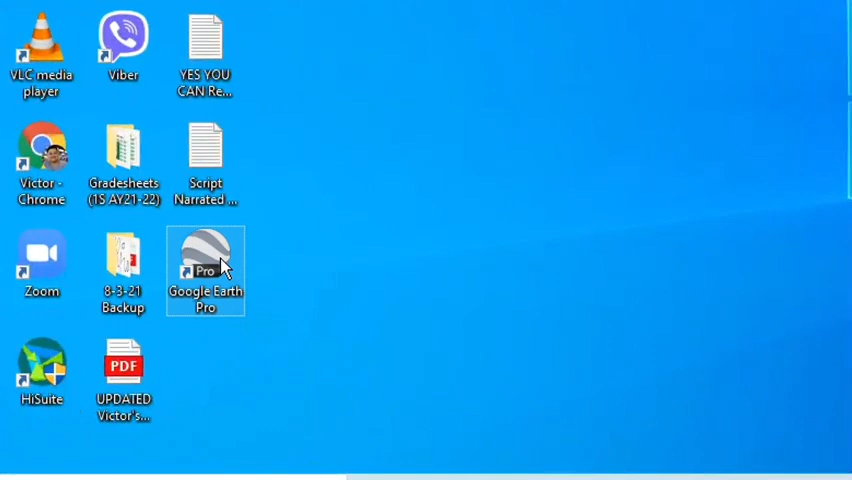 VLC media
player
Viber
YES YOU
CAN Re...
Victor -
Chrome
Gradesheets
(1S AY21-22)
Script
Narrated ...
Zoom
8-3-21
Backup
Pro
Google Earth
Pro
HiSuite
PDF
UPDATED
Victor's...